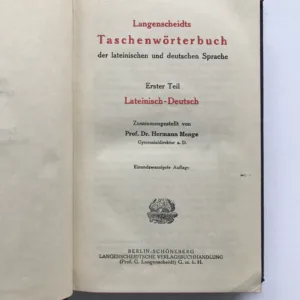 Langenscheidts
Taschenwörterbuch
der lateinischen und deutschen Sprache
Erster Teil
Lateinisch-Deutsch
Zusammengestellt von
Prof. Dr. Hermann Menge
Gymnasialdirektor a. D.
Auflage
BERLIN-SCHÖNEBERG
LANGENSCHEIDTSCHE VERLAGSBUCHHANDLUNG
(Prof. G. Langenscheidt) G. m. b. H.